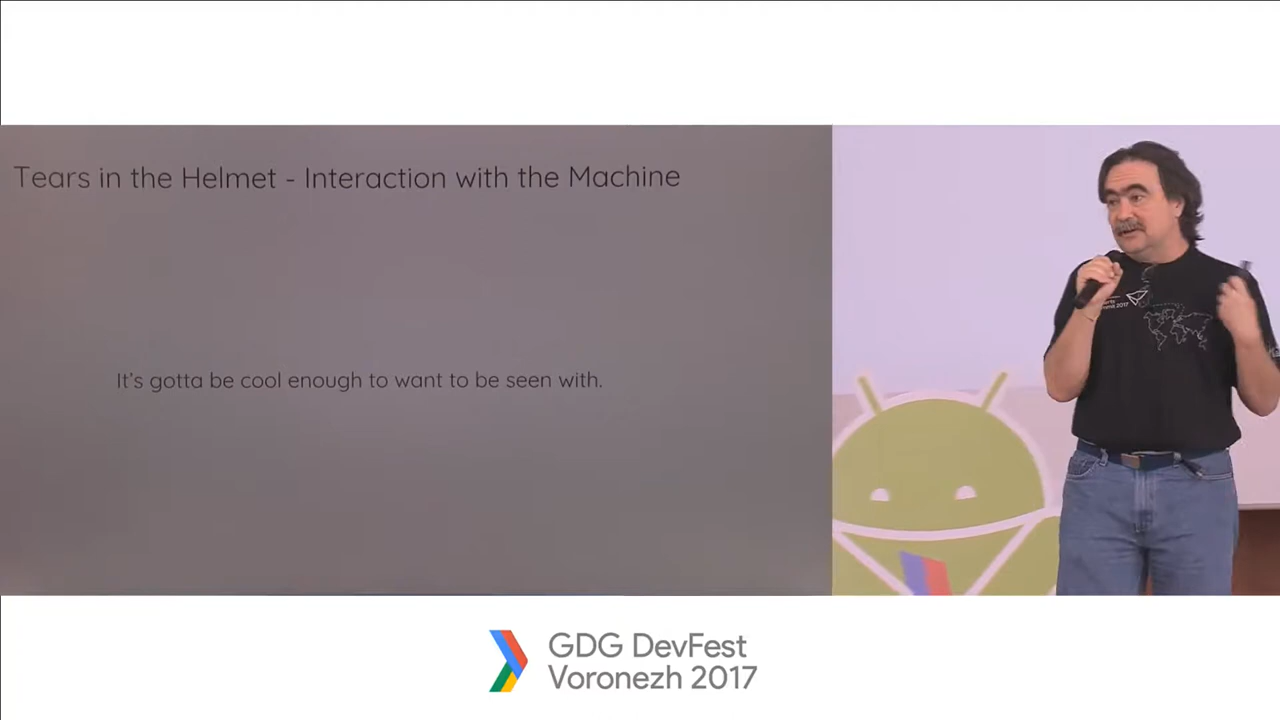 Tears in the Helmet - Interaction with the Machine
It's gotta be cool enough to want to be seen with.
2017
GDG DevFest
Voronezh 2017